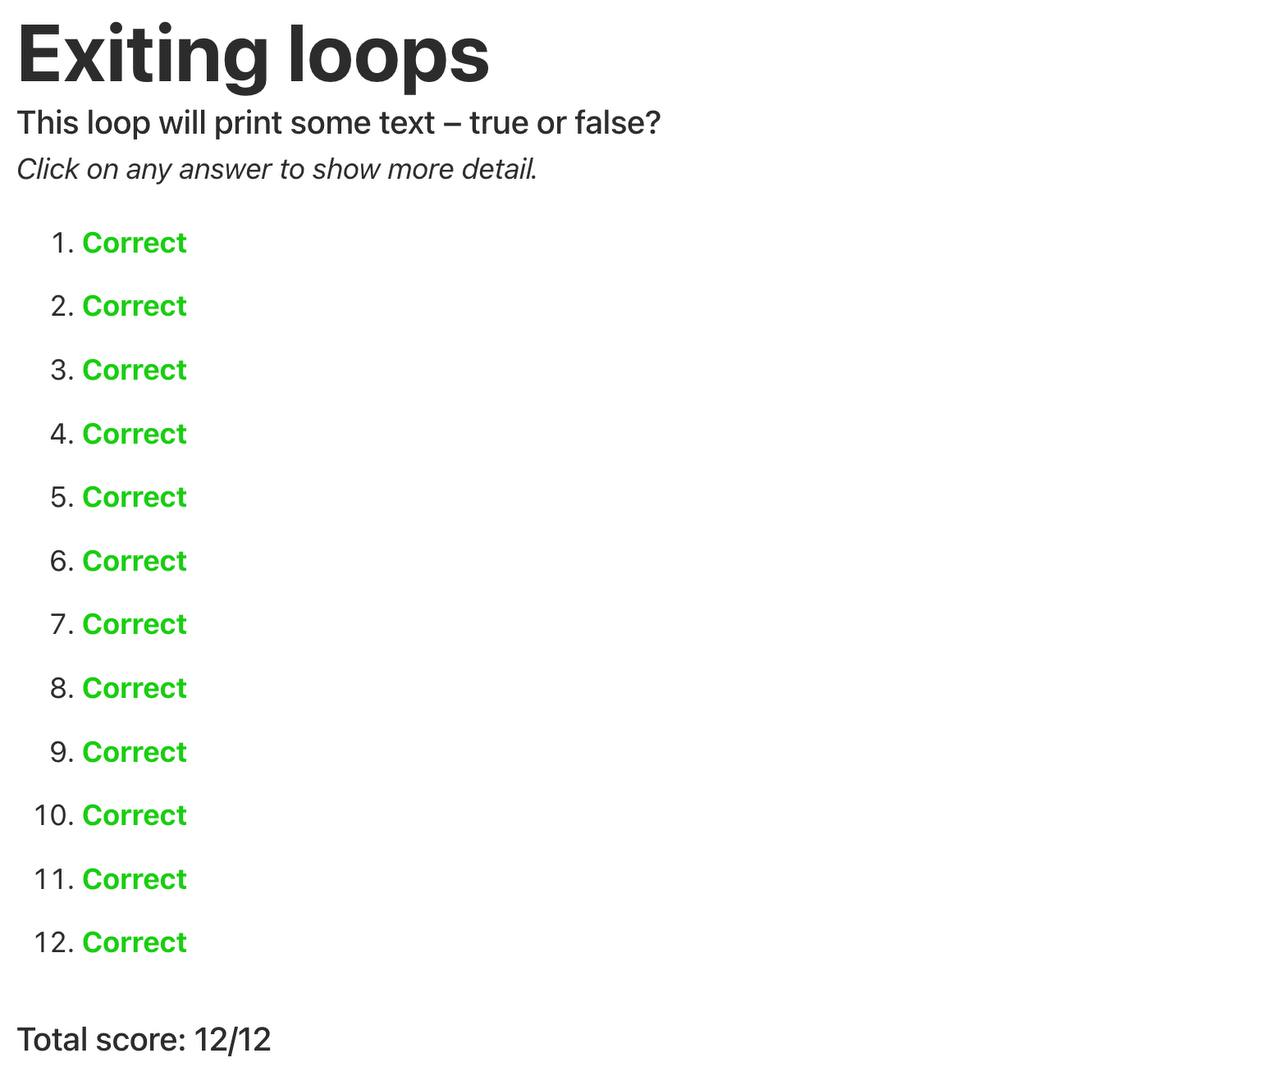 Exiting loops
This loop will print some text – true or false?
Click on any answer to show more detail.
1. Correct
2. Correct
3. Correct
4. Correct
5. Correct
6. Correct
7. Correct
8. Correct
9. Correct
10. Correct
11. Correct
12. Correct
Total score: 12/12